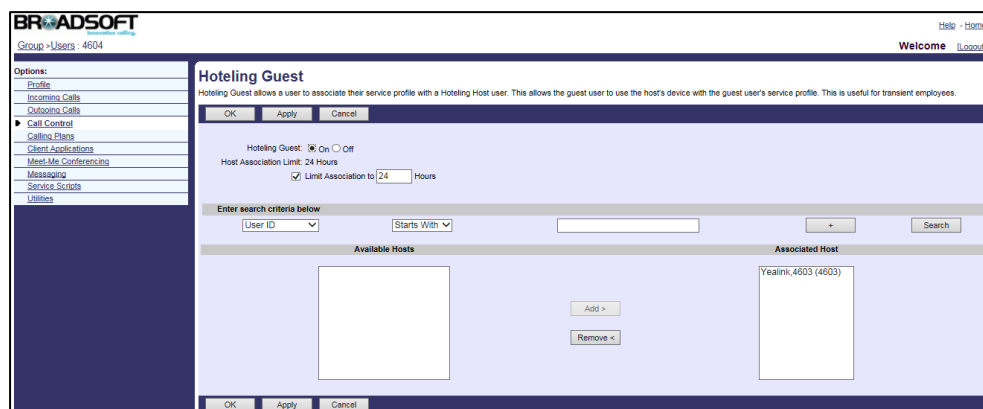 BROADSOFT
innovation calling.
Help - Home
Group >Users : 4604
Welcome [Logout
Options:
Profile
Incoming Calls
Outgoing Calls
Call Control
Calling Plans
Client Applications
Meet-Me Conferencing
Messaging
Service Scripts
Utilities
Hoteling Guest
Hoteling Guest allows a user to associate their service profile with a Hoteling Host user. This allows the guest user to use the host's device with the guest user's service profile. This is useful for transient employees.
OK Apply Cancel
Hoteling Guest: On Off
Host Association Limit: 24 Hours
Limit Association to 24 Hours
Enter search criteria below
User ID Starts With + Search
Available Hosts Associated Host
Yealink,4603 (4603)
Add >
Remove <
OK Apply Cancel